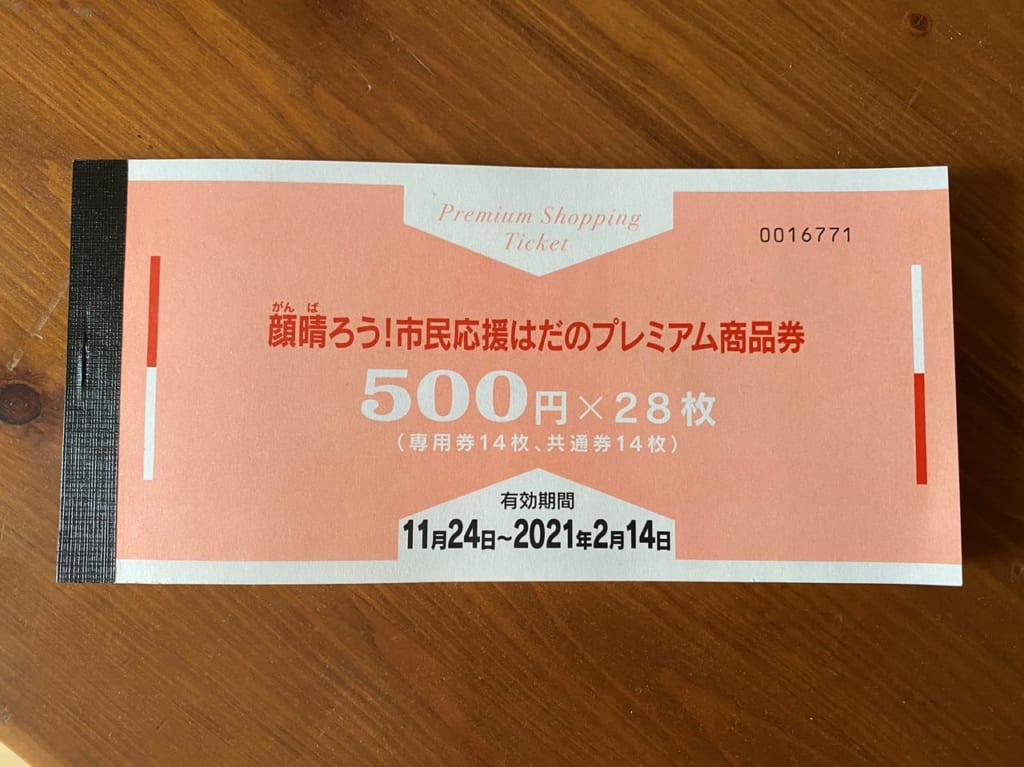 Premium Shopping
Ticket
0016771
がんば
顔晴ろう!市民応援はだのプレミアム商品券
500円×28枚
(専用券14枚、共通券14枚)
有効期間
11月24日~2021年2月14日